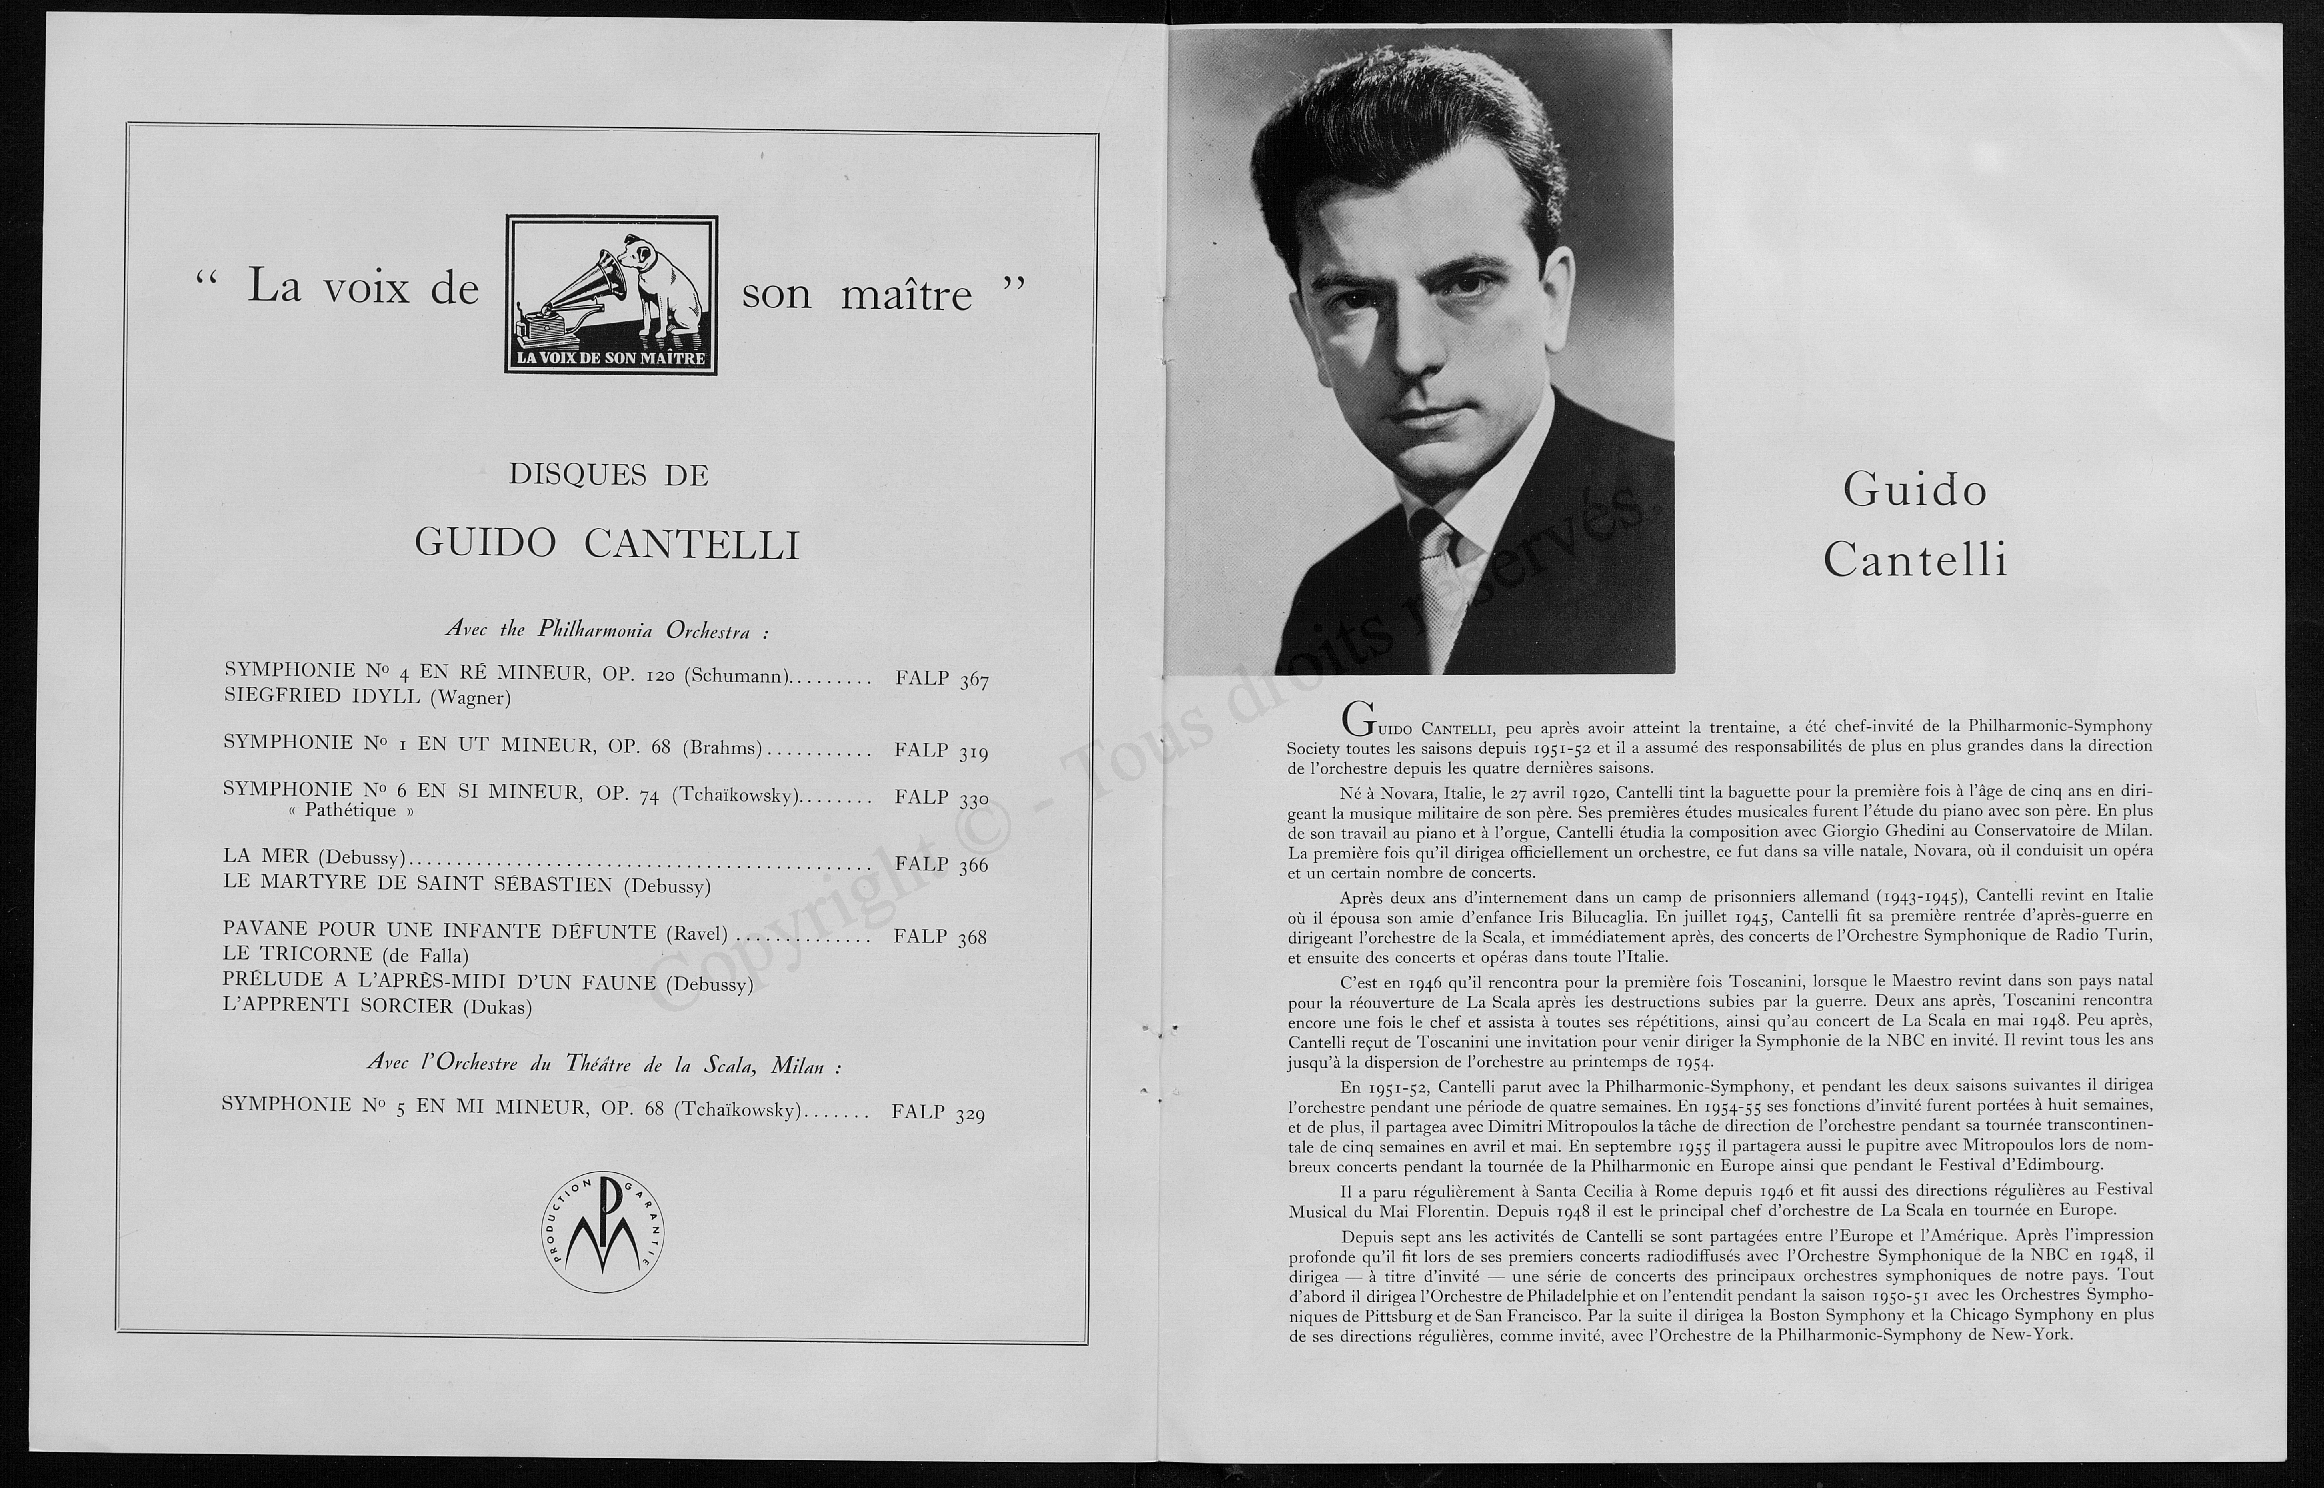 “ La voix de son maître ”
LA VOIX DE SON MAÎTRE
DISQUES DE
GUIDO CANTELLI
Avec the Philharmonia Orchestra :
SYMPHONIE Nº 4 EN RÉ MINEUR, OP. 120 (Schumann)......... FALP 367
SIEGFRIED IDYLL (Wagner)
SYMPHONIE Nº 1 EN UT MINEUR, OP. 68 (Brahms)........... FALP 319
SYMPHONIE Nº 6 EN SI MINEUR, OP. 74 (Tchaïkowsky)........ FALP 330
« Pathétique »
LA MER (Debussy)................................................ FALP 366
LE MARTYRE DE SAINT SÉBASTIEN (Debussy)
PAVANE POUR UNE INFANTE DÉFUNTE (Ravel) .............. FALP 368
LE TRICORNE (de Falla)
PRÉLUDE A L'APRÈS-MIDI D'UN FAUNE (Debussy)
L'APPRENTI SORCIER (Dukas)
Avec l'Orchestre du Théâtre de la Scala, Milan :
SYMPHONIE Nº 5 EN MI MINEUR, OP. 68 (Tchaïkowsky)....... FALP 329
PRODUCTION GARANTIE
Guido
Cantelli
GUIDO CANTELLI, peu après avoir atteint la trentaine, a été chef-invité de la Philharmonic-Symphony
Society toutes les saisons depuis 1951-52 et il a assumé des responsabilités de plus en plus grandes dans la direction
de l'orchestre depuis les quatre dernières saisons.
Né à Novara, Italie, le 27 avril 1920, Cantelli tint la baguette pour la première fois à l'âge de cinq ans en diri-
geant la musique militaire de son père. Ses premières études musicales furent l'étude du piano avec son père. En plus
de son travail au piano et à l'orgue, Cantelli étudia la composition avec Giorgio Ghedini au Conservatoire de Milan.
La première fois qu'il dirigea officiellement un orchestre, ce fut dans sa ville natale, Novara, où il conduisit un opéra
et un certain nombre de concerts.
Après deux ans d'internement dans un camp de prisonniers allemand (1943-1945), Cantelli revint en Italie
où il épousa son amie d'enfance Iris Bilucaglia. En juillet 1945, Cantelli fit sa première rentrée d'après-guerre en
dirigeant l'orchestre de la Scala, et immédiatement après, des concerts de l'Orchestre Symphonique de Radio Turin,
et ensuite des concerts et opéras dans toute l'Italie.
C'est en 1946 qu'il rencontra pour la première fois Toscanini, lorsque le Maestro revint dans son pays natal
pour la réouverture de La Scala après les destructions subies par la guerre. Deux ans après, Toscanini rencontra
encore une fois le chef et assista à toutes ses répétitions, ainsi qu'au concert de La Scala en mai 1948. Peu après,
Cantelli reçut de Toscanini une invitation pour venir diriger la Symphonie de la NBC en invité. Il revint tous les ans
jusqu'à la dispersion de l'orchestre au printemps de 1954.
En 1951-52, Cantelli parut avec la Philharmonic-Symphony, et pendant les deux saisons suivantes il dirigea
l'orchestre pendant une période de quatre semaines. En 1954-55 ses fonctions d'invité furent portées à huit semaines,
et de plus, il partagea avec Dimitri Mitropoulos la tâche de direction de l'orchestre pendant sa tournée transcontinen-
tale de cinq semaines en avril et mai. En septembre 1955 il partagera aussi le pupitre avec Mitropoulos lors de nom-
breux concerts pendant la tournée de la Philharmonic en Europe ainsi que pendant le Festival d'Edimbourg.
Il a paru régulièrement à Santa Cecilia à Rome depuis 1946 et fit aussi des directions régulières au Festival
Musical du Mai Florentin. Depuis 1948 il est le principal chef d'orchestre de La Scala en tournée en Europe.
Depuis sept ans les activités de Cantelli se sont partagées entre l'Europe et l'Amérique. Après l'impression
profonde qu'il fit lors de ses premiers concerts radiodiffusés avec l'Orchestre Symphonique de la NBC en 1948, il
dirigea — à titre d'invité — une série de concerts des principaux orchestres symphoniques de notre pays. Tout
d'abord il dirigea l'Orchestre de Philadelphie et on l'entendit pendant la saison 1950-51 avec les Orchestres Sympho-
niques de Pittsburg et de San Francisco. Par la suite il dirigea la Boston Symphony et la Chicago Symphony en plus
de ses directions régulières, comme invité, avec l'Orchestre de la Philharmonic-Symphony de New-York.
Copyright © - Tous droits réservés.